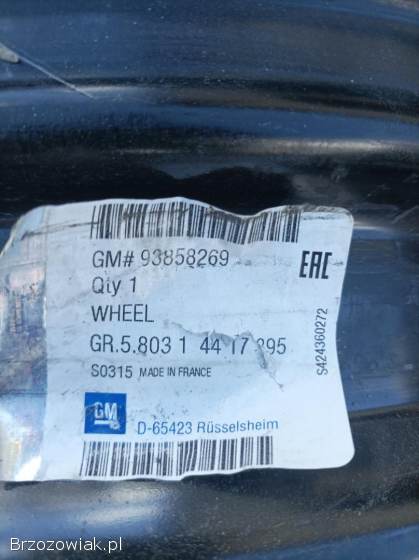 GM# 93858269
Qty 1
WHEEL
GR.5.803 1 44 17 295
S0315 MADE IN FRANCE
GM
D-65423 Rüsselsheim
EAC
S424360272
Brzozowiak.pl